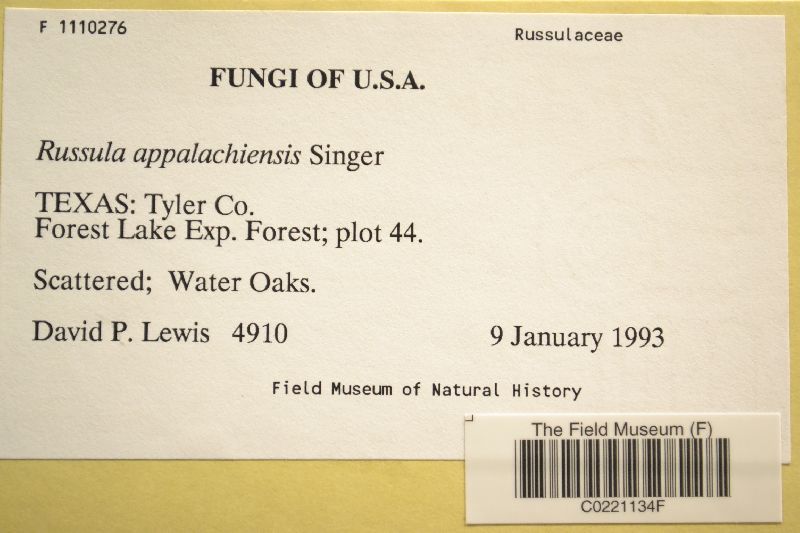 F 1110276
Russulaceae
FUNGI OF U.S.A.
Russula appalachiensis Singer
TEXAS: Tyler Co.
Forest Lake Exp. Forest; plot 44.
Scattered; Water Oaks.
David P. Lewis 4910 9 January 1993
Field Museum of Natural History
The Field Museum (F)
C0221134F